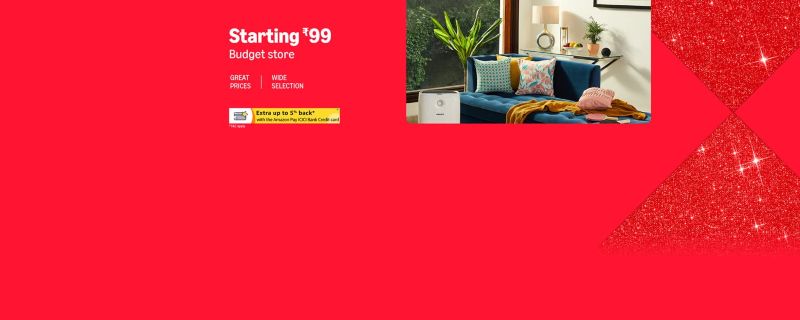 Starting ₹99
Budget store
GREAT PRICES
WIDE SELECTION
Extra up to 5% back*
with the Amazon Pay ICICI Bank Credit card